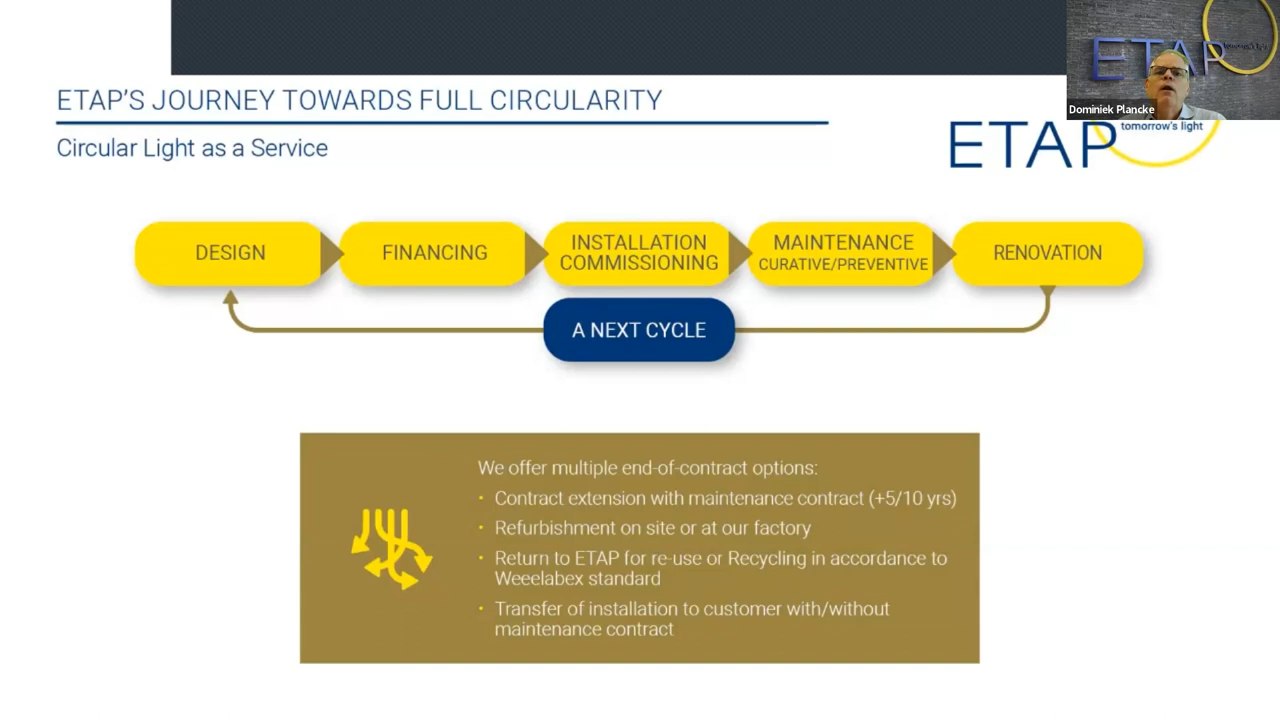 ETAP
tomorrow's light
Dominiek Plancke
ETAP'S JOURNEY TOWARDS FULL CIRCULARITY
Circular Light as a Service
ETAP
tomorrow's light
DESIGN
FINANCING
INSTALLATION
COMMISSIONING
MAINTENANCE
CURATIVE/PREVENTIVE
RENOVATION
A NEXT CYCLE
We offer multiple end-of-contract options:
• Contract extension with maintenance contract (+5/10 yrs)
• Refurbishment on site or at our factory
• Return to ETAP for re-use or Recycling in accordance to
Weeelabex standard
• Transfer of installation to customer with/without
maintenance contract